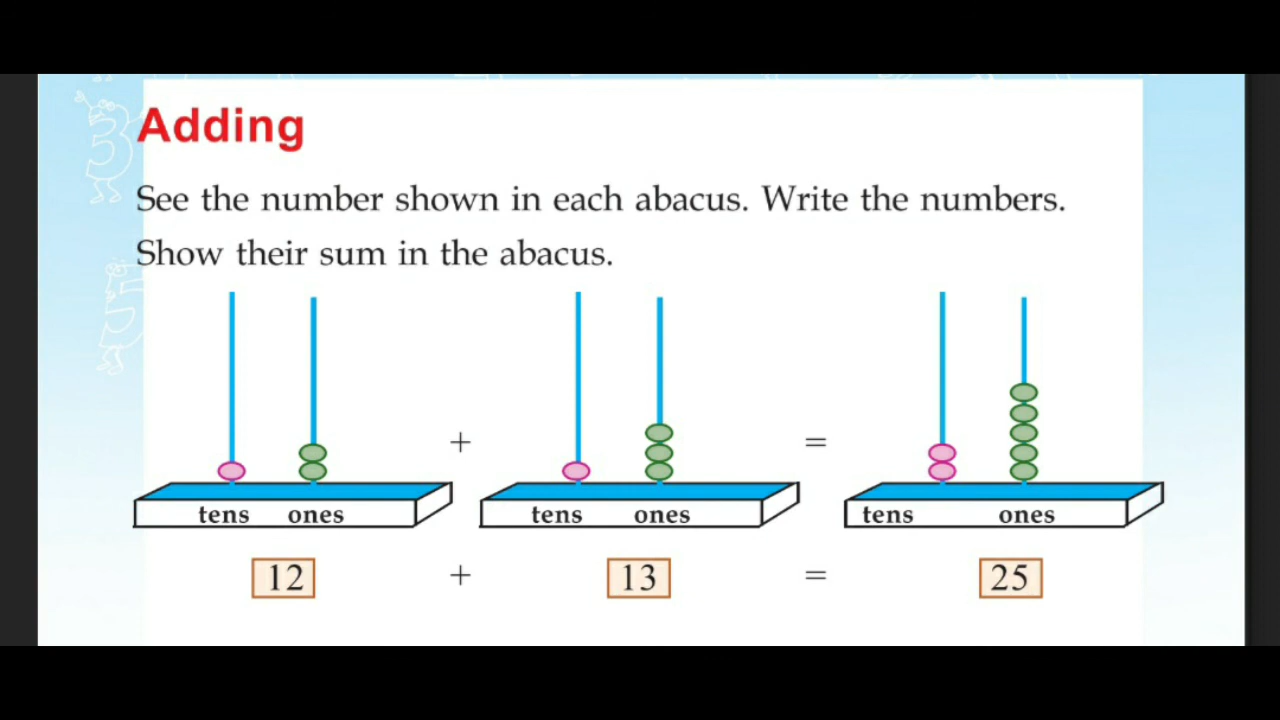 Adding
See the number shown in each abacus. Write the numbers.
Show their sum in the abacus.
+ =
tens ones tens ones tens ones
12 + 13 = 25